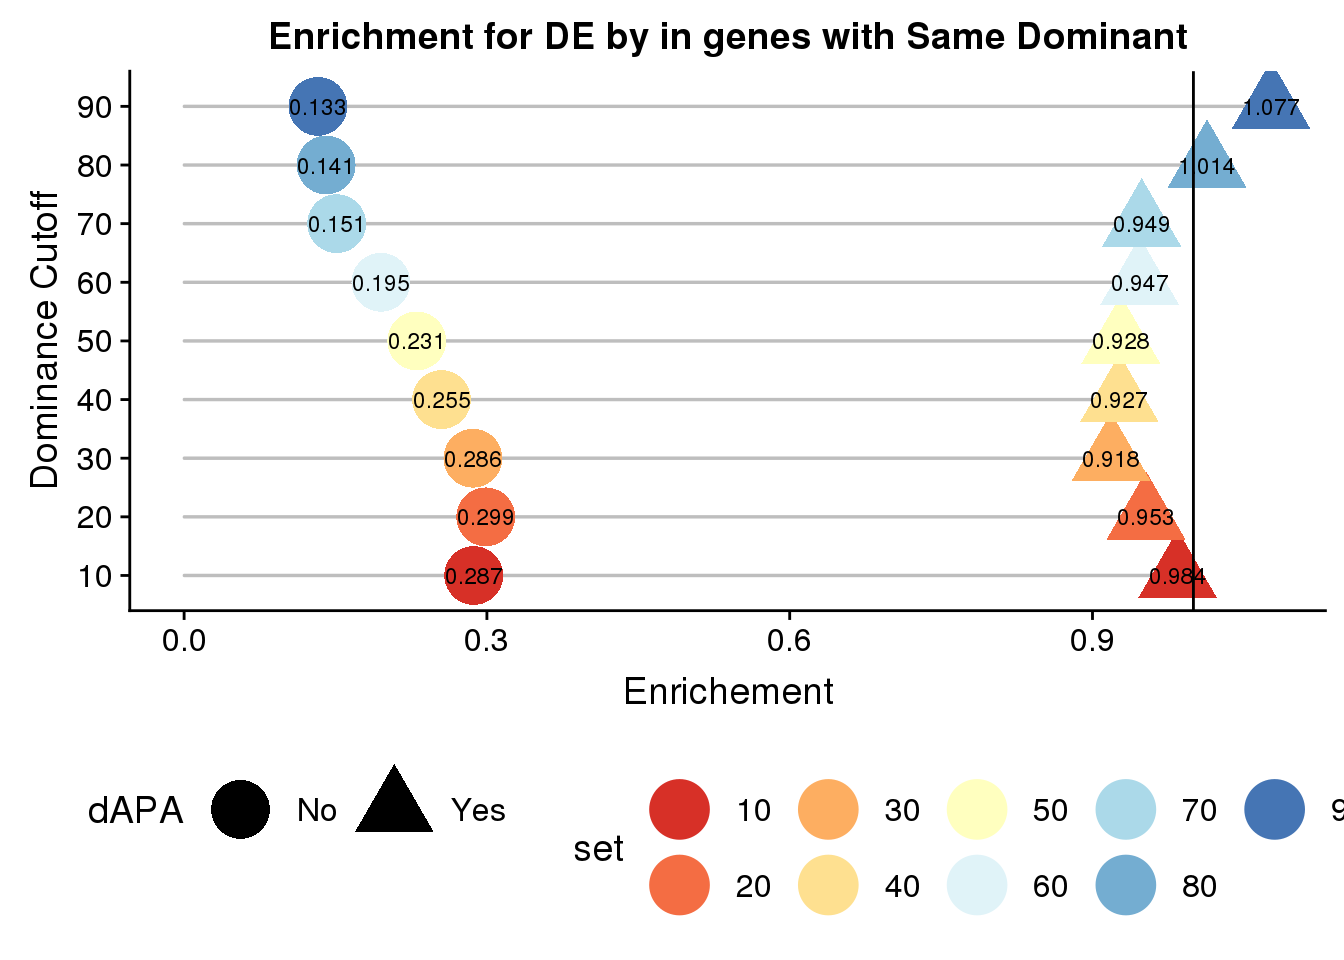 Enrichment for DE by in genes with Same Dominant
Dominance Cutoff
90 0.133 1.077
80 0.141 1.014
70 0.151 0.949
60 0.195 0.947
50 0.231 0.928
40 0.255 0.927
30 0.286 0.918
20 0.299 0.953
10 0.287 0.984
0.0 0.3 0.6 0.9
Enrichement
dAPA No Yes
set
10 30 50 70 9
20 40 60 80